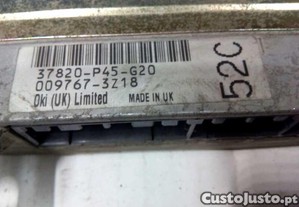 37820-P45-G20
009767-3Z18
Oki (UK) Limited MADE IN UK
52C
CustoJusto.pt